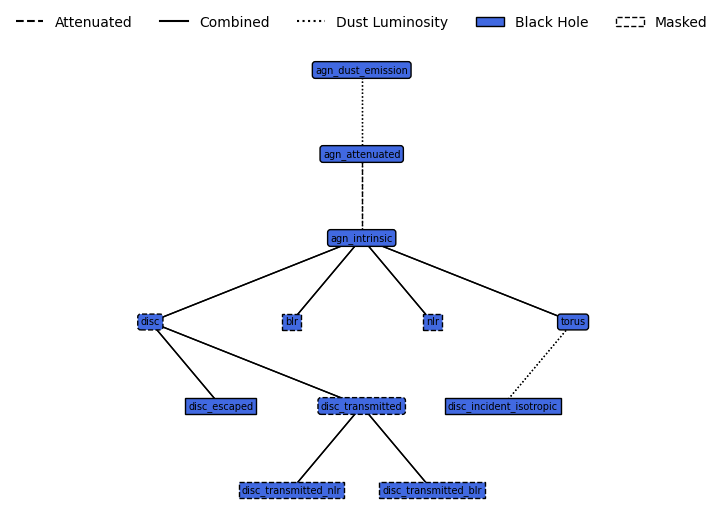 Attenuated Combined Dust Luminosity Black Hole Masked
agn_dust_emission
agn_attenuated
agn_intrinsic
disc blr nlr torus
disc_escaped disc_transmitted disc_incident_isotropic
disc_transmitted_nlr disc_transmitted_blr